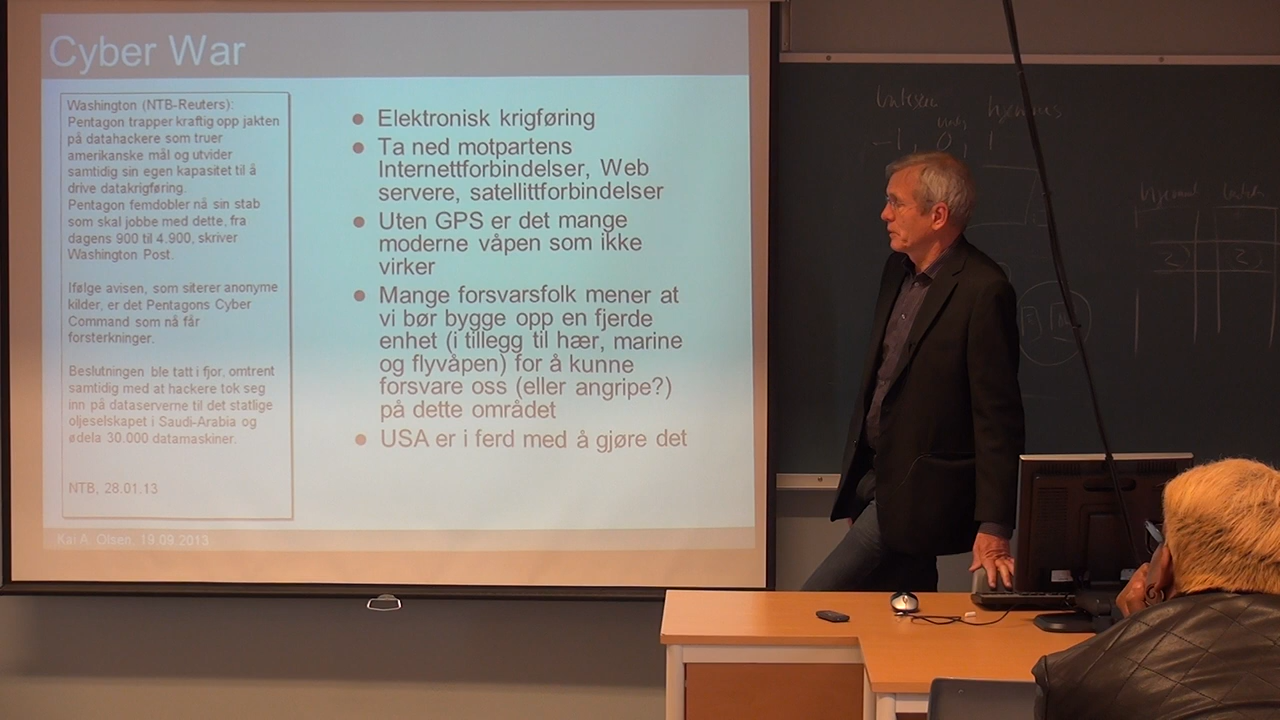 Cyber War
Washington (NTB-Reuters):
Pentagon trapper kraftig opp jakten
på datahackere som truer
amerikanske mål og utvider
samtidig sin egen kapasitet til å
drive datakrigføring.
Pentagon femdobler nå sin stab
som skal jobbe med dette, fra
dagens 900 til 4.900, skriver
Washington Post.
Ifølge avisen, som siterer anonyme
kilder, er det Pentagons Cyber
Command som nå får
forsterkninger.
Beslutningen ble tatt i fjor, omtrent
samtidig med at hackere tok seg
inn på dataserverne til det statlige
oljeselskapet i Saudi-Arabia og
ødela 30.000 datamaskiner.
NTB, 28.01.13
● Elektronisk krigføring
● Ta ned motpartens
Internettforbindelser, Web
servere, satellittforbindelser
● Uten GPS er det mange
moderne våpen som ikke
virker
● Mange forsvarsfolk mener at
vi bør bygge opp en fjerde
enhet (i tillegg til hær, marine
og flyvåpen) for å kunne
forsvare oss (eller angripe?)
på dette området
● USA er i ferd med å gjøre det
Kai A. Olsen, 19.09.2013
-1, 0, 1
2) 2)